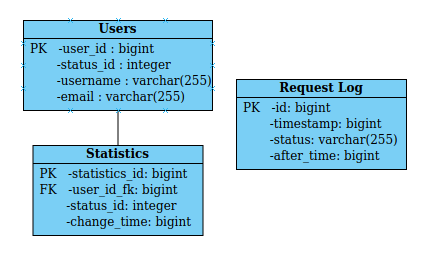 Users
PK -user_id : bigint
-status_id : integer
-username : varchar(255)
-email : varchar(255)
Request Log
PK -id: bigint
-timestamp: bigint
-status: varchar(255)
-after_time: bigint
Statistics
PK -statistics_id: bigint
FK -user_id_fk: bigint
-status_id: integer
-change_time: bigint